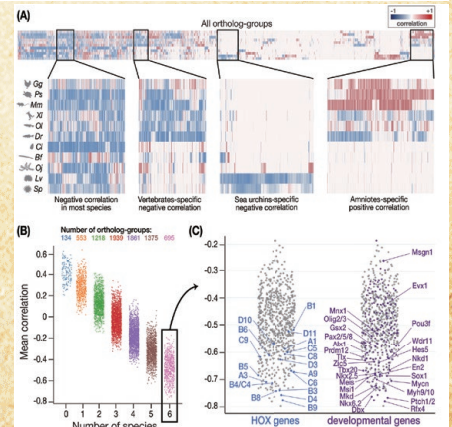 (A)
All ortholog-groups
-1 +1
correlation
Gg
Ps
Mm
Xl
Ol
Dr
Ci
Bf
Oj
Lv
Sp
Negative correlation
in most species
Vertebrates-specific
negative correlation
Sea urchins-specific
negative correlation
Amniotes-specific
positive correlation
(B)
Number of ortholog-groups:
134 553 1216 1939 1861 1375 695
Mean correlation
0.6
0.4
0.2
0
-0.2
-0.4
-0.6
-0.8
0 1 2 3 4 5 6
Number of species
(C)
-0.2
-0.3
-0.4
-0.5
-0.6
-0.7
-0.8
B1
D10
B6
C9
D11
A1
C5
C8
D3
B5
A3
A9
B4/C4
C6
B3
B8
D4
B9
HOX genes
Msgn1
Evx1
Mnx1
Olig2/3
Gsx2
Pou3f
Pax2/5/8
Alx1
Wdr11
Prdm12
Hes5
Tlx
Nkd1
Zic5
En2
Tbx20
Sox1
Nkx2.5
Meis
Mycn
Msi1
Myh9/10
Mkd
Ptch1/2
Nkx6.2
Rfx4
Dbx
developmental genes